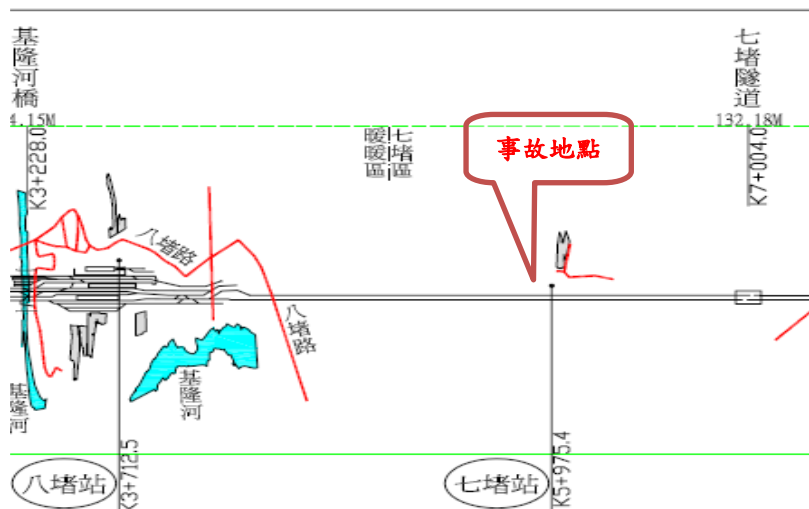 基隆河橋
4.15M
K3+228.0
暖暖區
七堵區
事故地點
七堵隧道
132.18M
K7+004.0
八堵路
八堵路
基隆河
基隆河
八堵站
K3+712.5
七堵站
K5+975.4